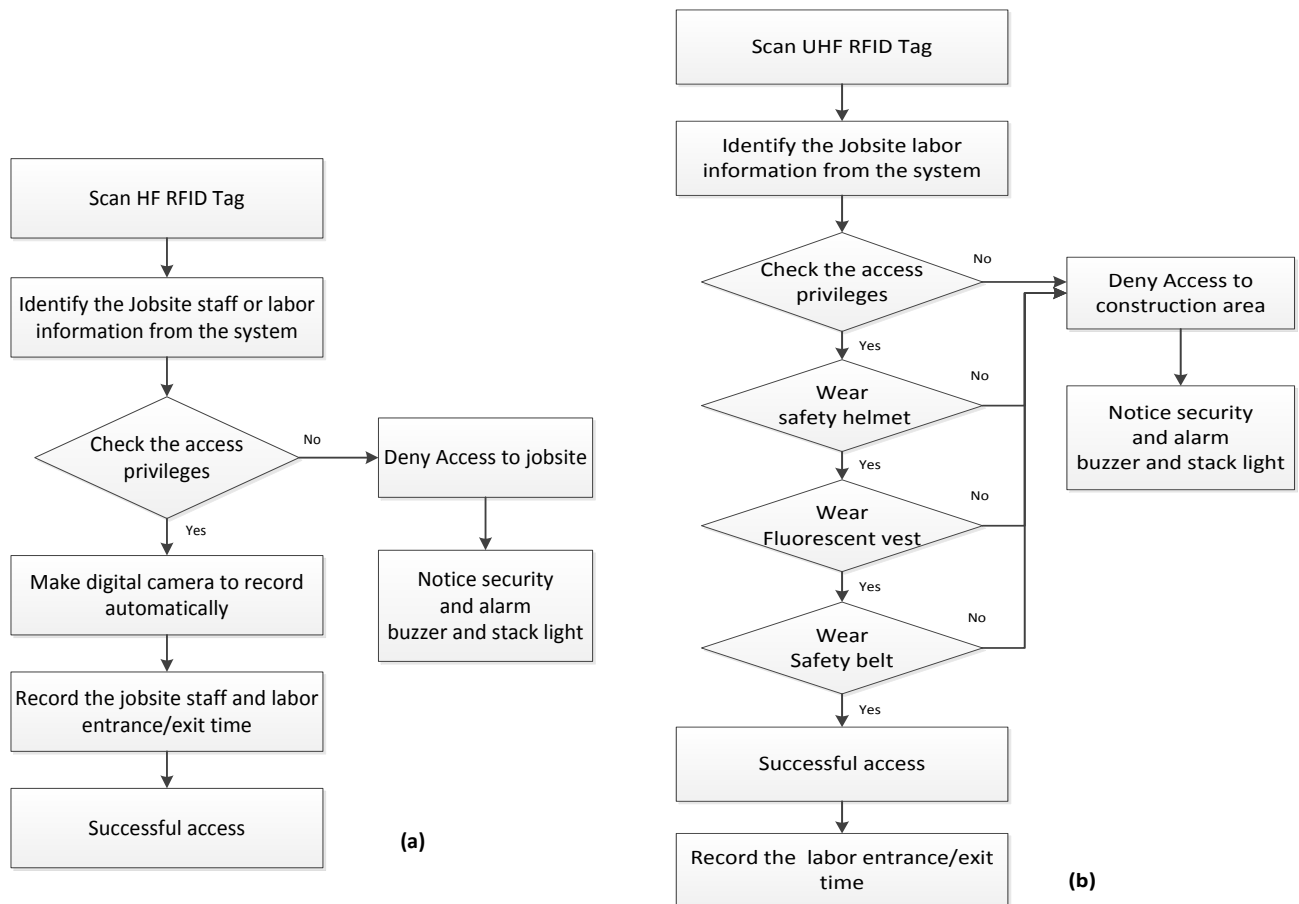 Scan HF RFID Tag
Identify the Jobsite staff or labor
information from the system
Check the access
privileges
No
Deny Access to jobsite
Yes
Notice security
and alarm
buzzer and stack light
Make digital camera to record
automatically
Record the jobsite staff and labor
entrance/exit time
Successful access
(a)
Scan UHF RFID Tag
Identify the Jobsite labor
information from the system
Check the access
privileges
No
Deny Access to
construction area
Yes
Notice security
and alarm
buzzer and stack light
Wear
safety helmet
No
Yes
Wear
Fluorescent vest
No
Yes
Wear
Safety belt
No
Yes
Successful access
Record the  labor entrance/exit
time
(b)